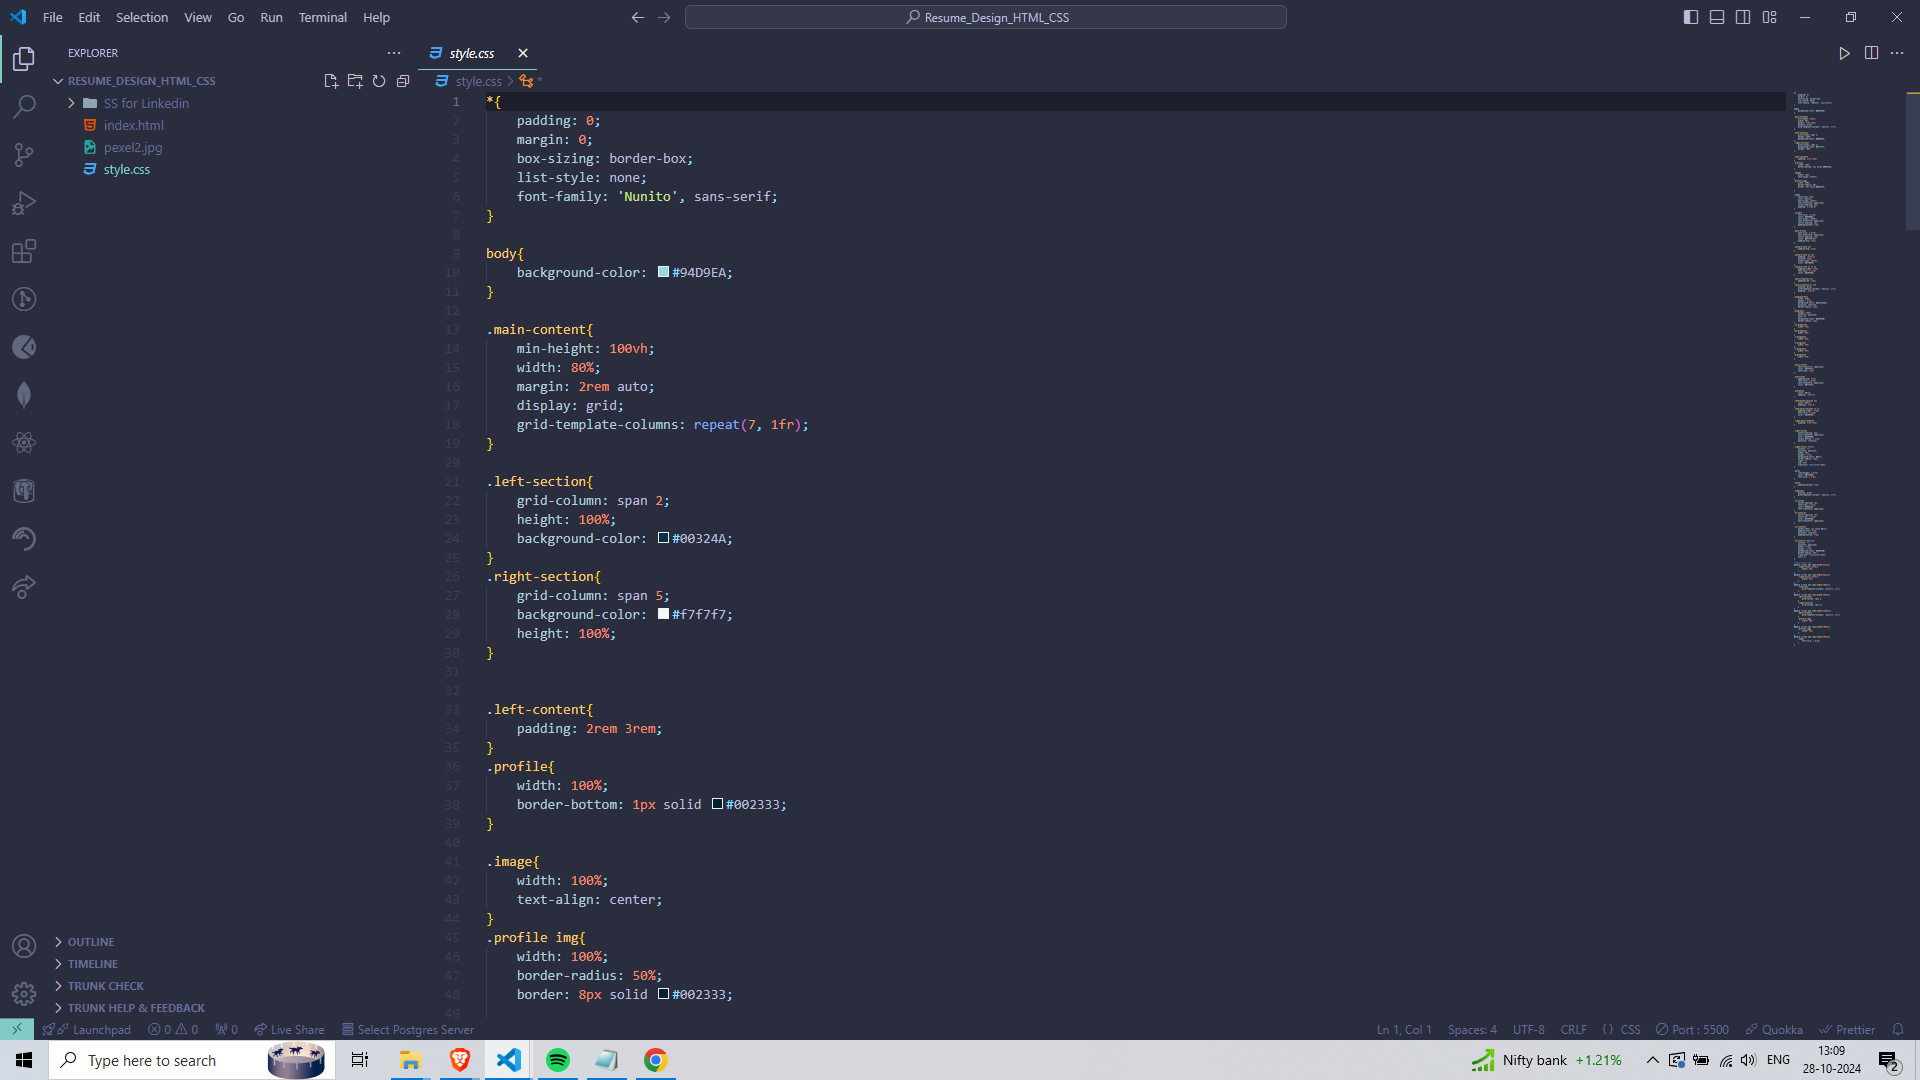 File Edit Selection View Go Run Terminal Help
Resume_Design_HTML_CSS
EXPLORER
RESUME_DESIGN_HTML_CSS
SS for Linkedin
index.html
pexel2.jpg
style.css
OUTLINE
TIMELINE
TRUNK CHECK
TRUNK HELP & FEEDBACK
style.css
style.css > *
1 *{
2 padding: 0;
3 margin: 0;
4 box-sizing: border-box;
5 list-style: none;
6 font-family: 'Nunito', sans-serif;
7 }
8
9 body{
10 background-color: #94D9EA;
11 }
12
13 .main-content{
14 min-height: 100vh;
15 width: 80%;
16 margin: 2rem auto;
17 display: grid;
18 grid-template-columns: repeat(7, 1fr);
19 }
20
21 .left-section{
22 grid-column: span 2;
23 height: 100%;
24 background-color: #00324A;
25 }
26 .right-section{
27 grid-column: span 5;
28 background-color: #f7f7f7;
29 height: 100%;
30 }
31
32
33 .left-content{
34 padding: 2rem 3rem;
35 }
36 .profile{
37 width: 100%;
38 border-bottom: 1px solid #002333;
39 }
40
41 .image{
42 width: 100%;
43 text-align: center;
44 }
45 .profile img{
46 width: 100%;
47 border-radius: 50%;
48 border: 8px solid #002333;
49
Launchpad 0 0 0 Live Share Select Postgres Server
Ln 1, Col 1 Spaces: 4 UTF-8 CRLF {} CSS Port : 5500 Quokka Prettier
Type here to search
Nifty bank +1.21%
ENG
13:09
28-10-2024
2